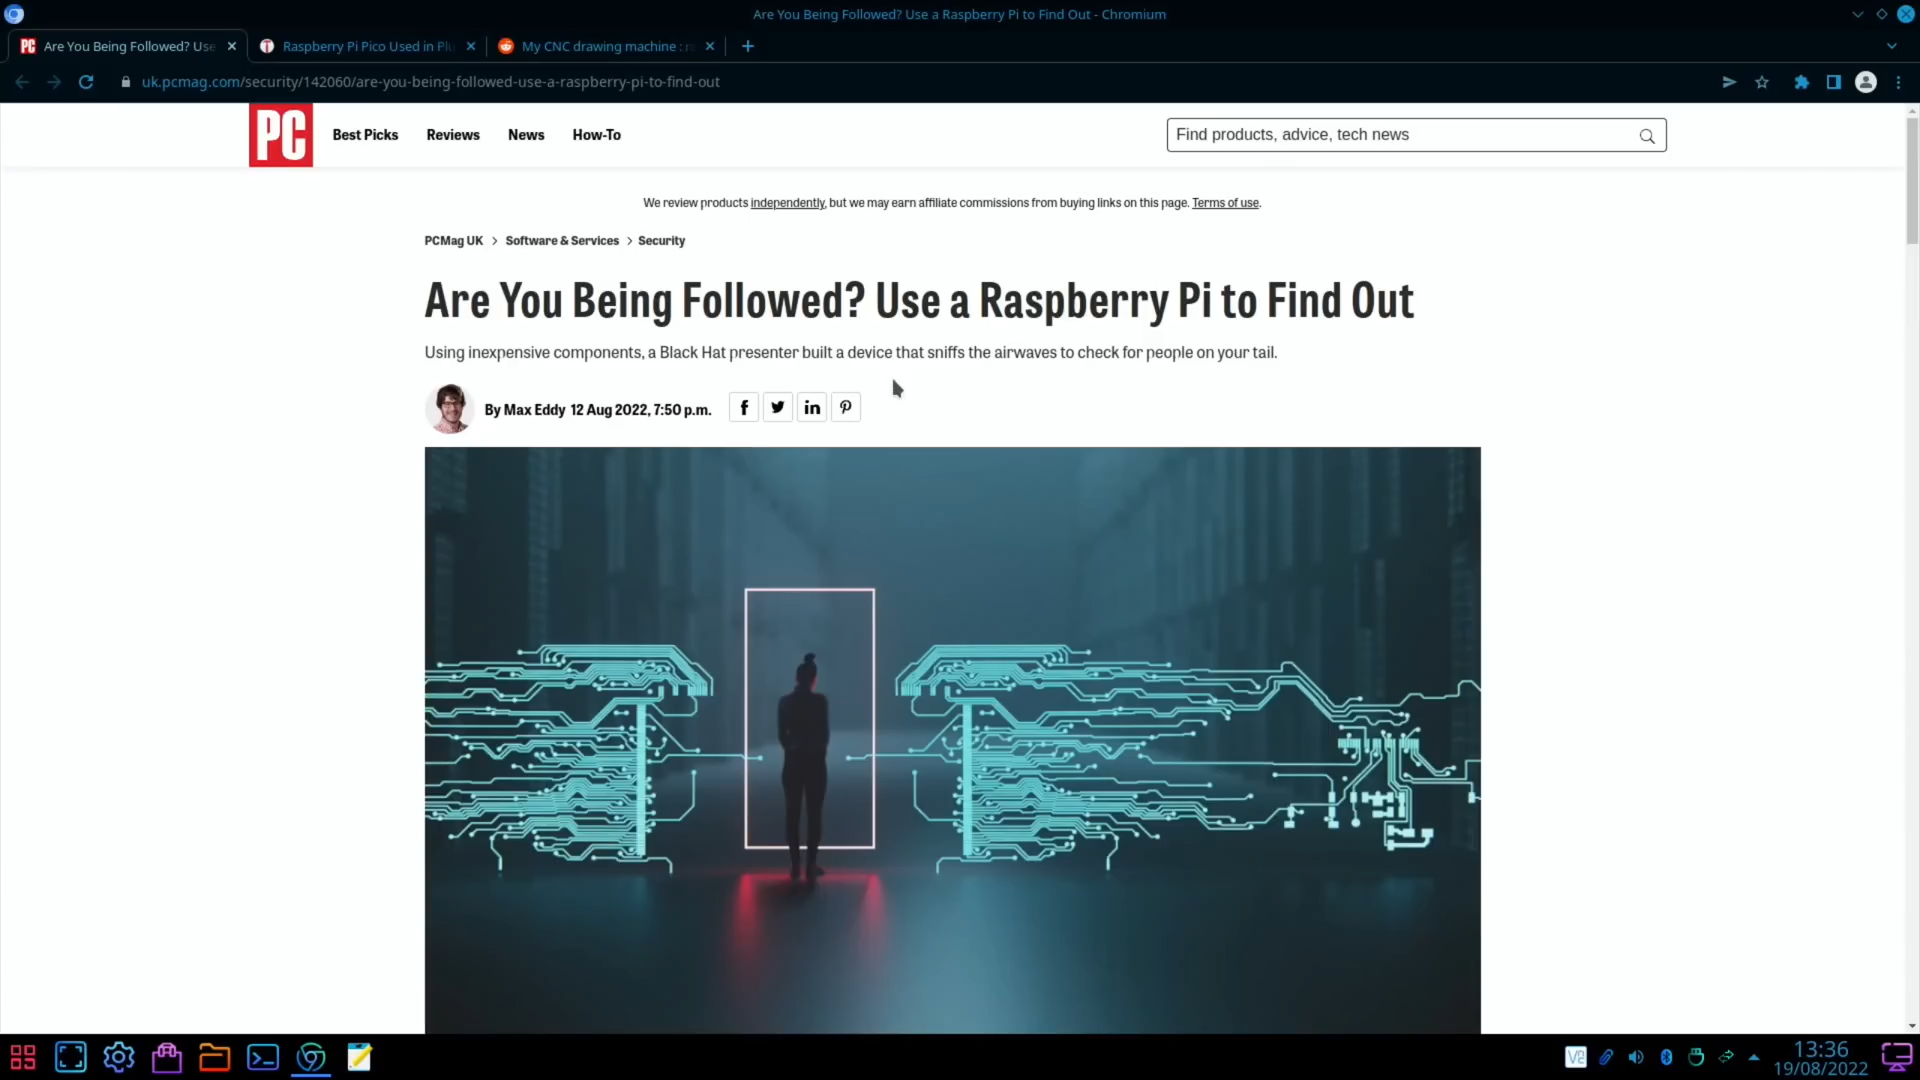 Are You Being Followed? Use a Raspberry Pi to Find Out - Chromium
Are You Being Followed? Use
Raspberry Pi Pico Used in Plu
My CNC drawing machine :
uk.pcmag.com/security/142060/are-you-being-followed-use-a-raspberry-pi-to-find-out
PC
Best Picks
Reviews
News
How-To
Find products, advice, tech news
We review products independently, but we may earn affiliate commissions from buying links on this page. Terms of use.
PCMag UK > Software & Services > Security
Are You Being Followed? Use a Raspberry Pi to Find Out
Using inexpensive components, a Black Hat presenter built a device that sniffs the airwaves to check for people on your tail.
By Max Eddy 12 Aug 2022, 7:50 p.m.
13:36
19/08/2022